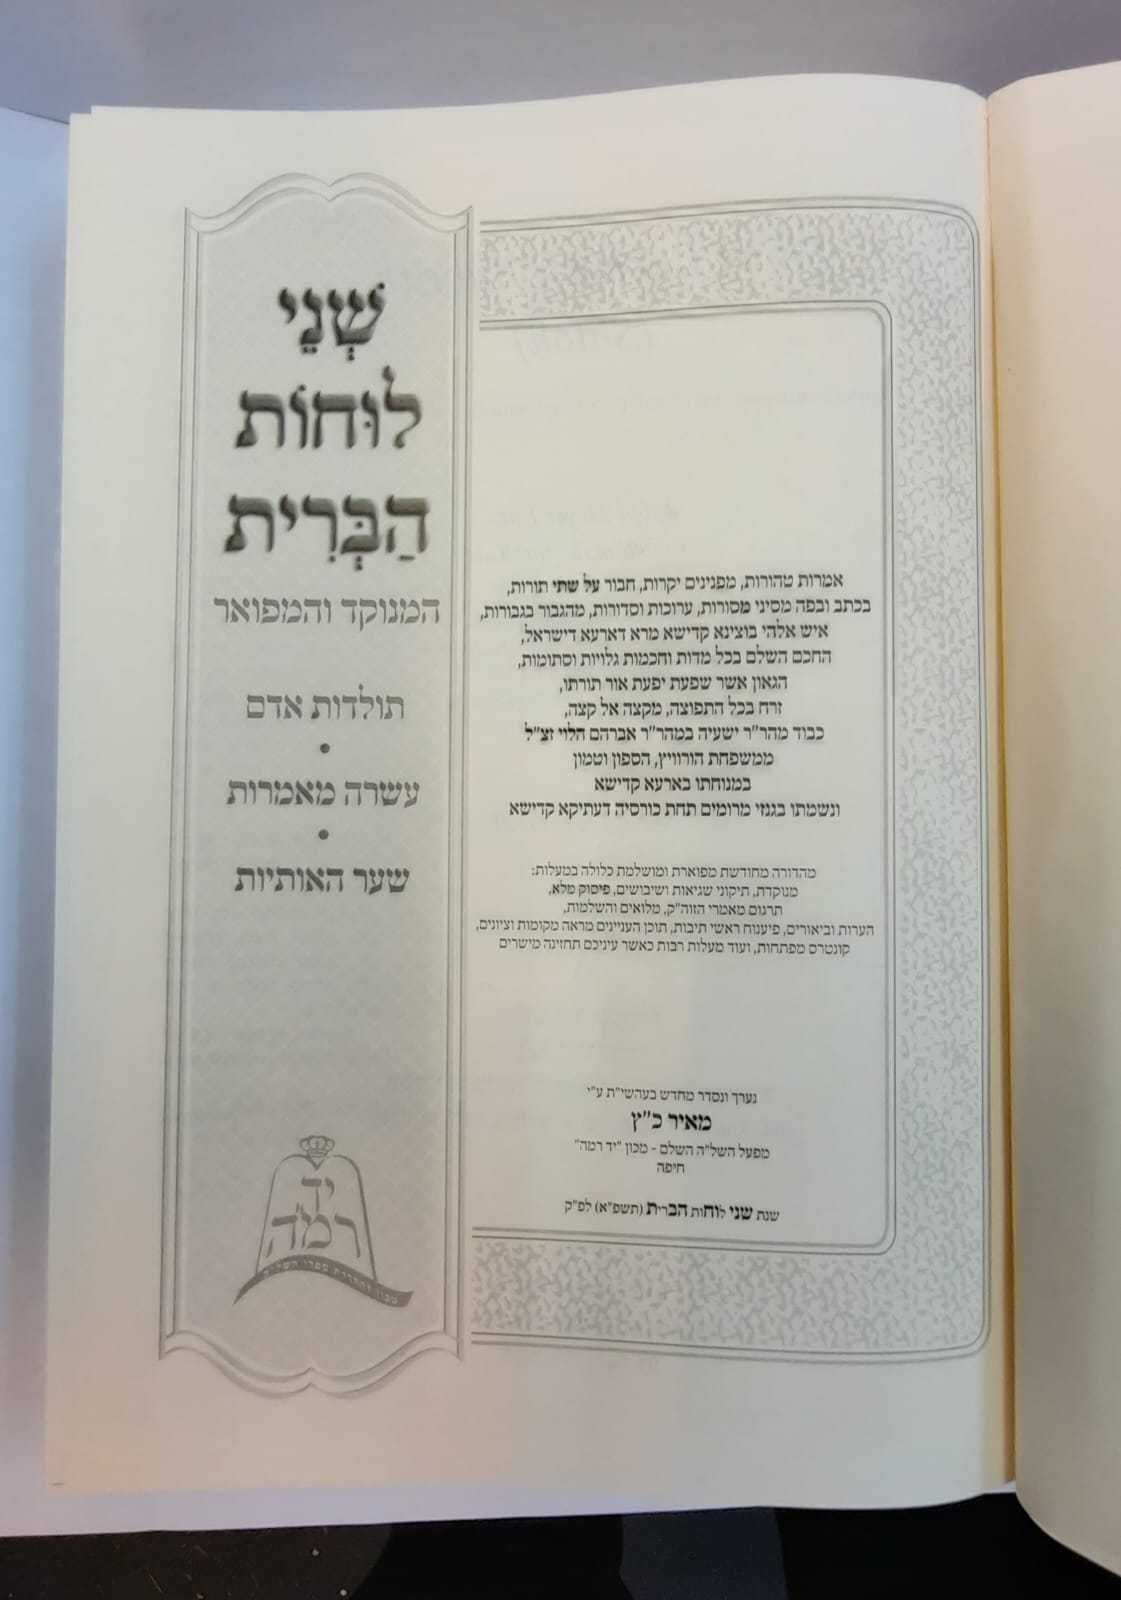 שְׁנֵי
לוּחוֹת
הַבְּרִית
המנוקד והמפואר
תולדות אדם
•
עשרה מאמרות
•
שער האותיות
יד
רמה
מכון להחזרת ספרי השל"ה
אמרות טהורות, מפנינים יקרות, חבור על שתי תורות,
בכתב ובפה מסיני מסורות, ערוכות וסדורות, מהגבור בגבורות,
איש אלהי בוצינא קדישא מרא דארעא דישראל,
החכם השלם בכל מדות וחכמות גלויות וסתומות,
הגאון אשר שפעת יפעת אור תורתו,
זרח בכל התפוצה, מקצה אל קצה,
כבוד מהר"ר ישעיה במהר"ר אברהם הלוי זצ"ל
ממשפחת הורוויץ, הספון וטמון
במנוחתו בארעא קדישא
ונשמתו בגנזי מרומים תחת כורסיה דעתיקא קדישא
מהדורה מחודשת מפוארת ומושלמת כלולה במעלות:
מנוקדת, תיקוני שגיאות ושיבושים, פיסוק מלא,
תרגום מאמרי הזוה"ק, מלואים והשלמות,
הערות וביאורים, פיענוח ראשי תיבות, תוכן העניינים מראה מקומות וציונים,
קונטרס מפתחות, ועוד מעלות רבות כאשר עיניכם תחזינה מישרים
נערך ונסדר מחדש בעהשי"ת ע"י
מאיר כ"ץ
מפעל השל"ה השלם - מכון "יד רמה"
חיפה
שנת שני לוחות הברית (תשפ"א) לפ"ק